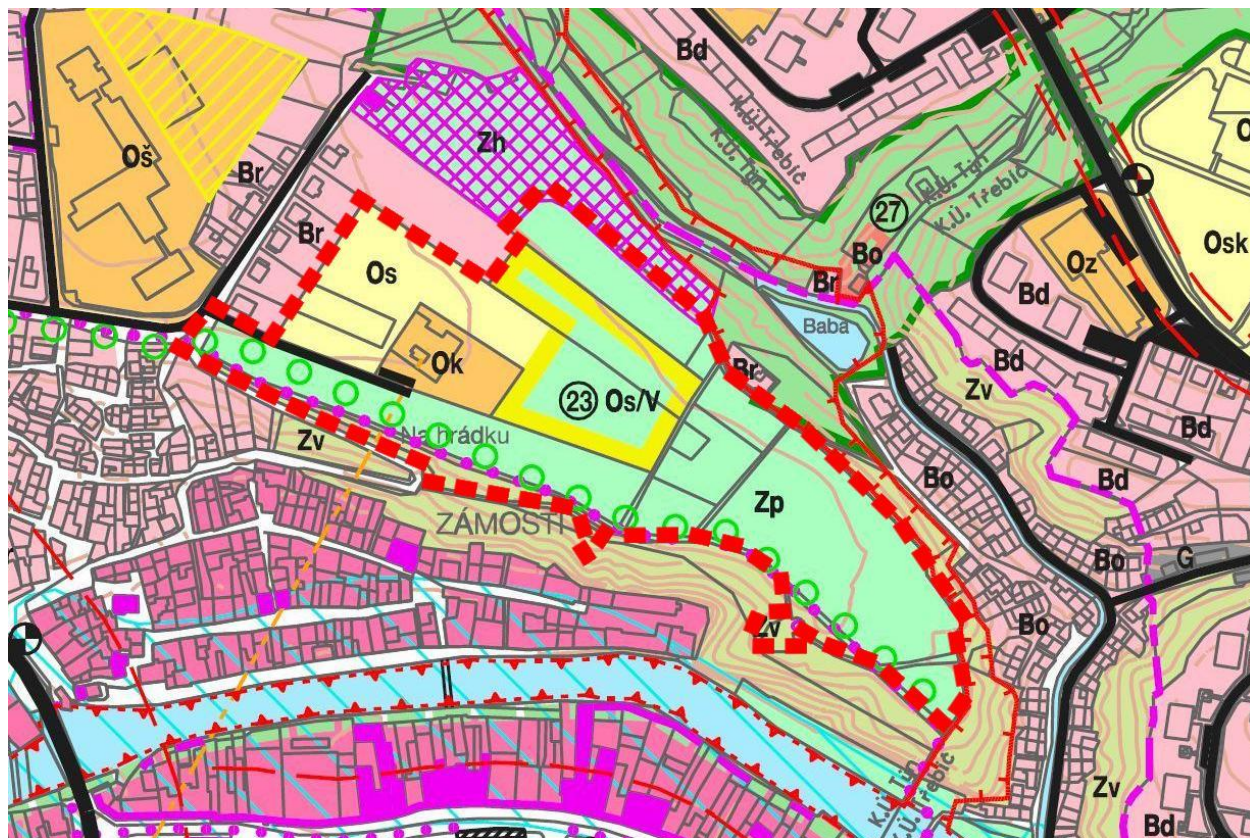 Bd
K.Ú. Třebíč
K.Ú. Týn
Oš
Br
Zh
K.Ú. Týn
K.Ú. Třebíč
27
Osk
Br
Bo
Oz
Bd
Os
Br
Baba
Bd
Ok
Br
Zv
23 Os/V
Bd
Na hrádku
Zv
Bo
Bd
Zp
ZÁMOSTÍ
Bo
G
Zv
Bo
K.Ú. Týn
K.Ú. Třebíč
Zv
Bd